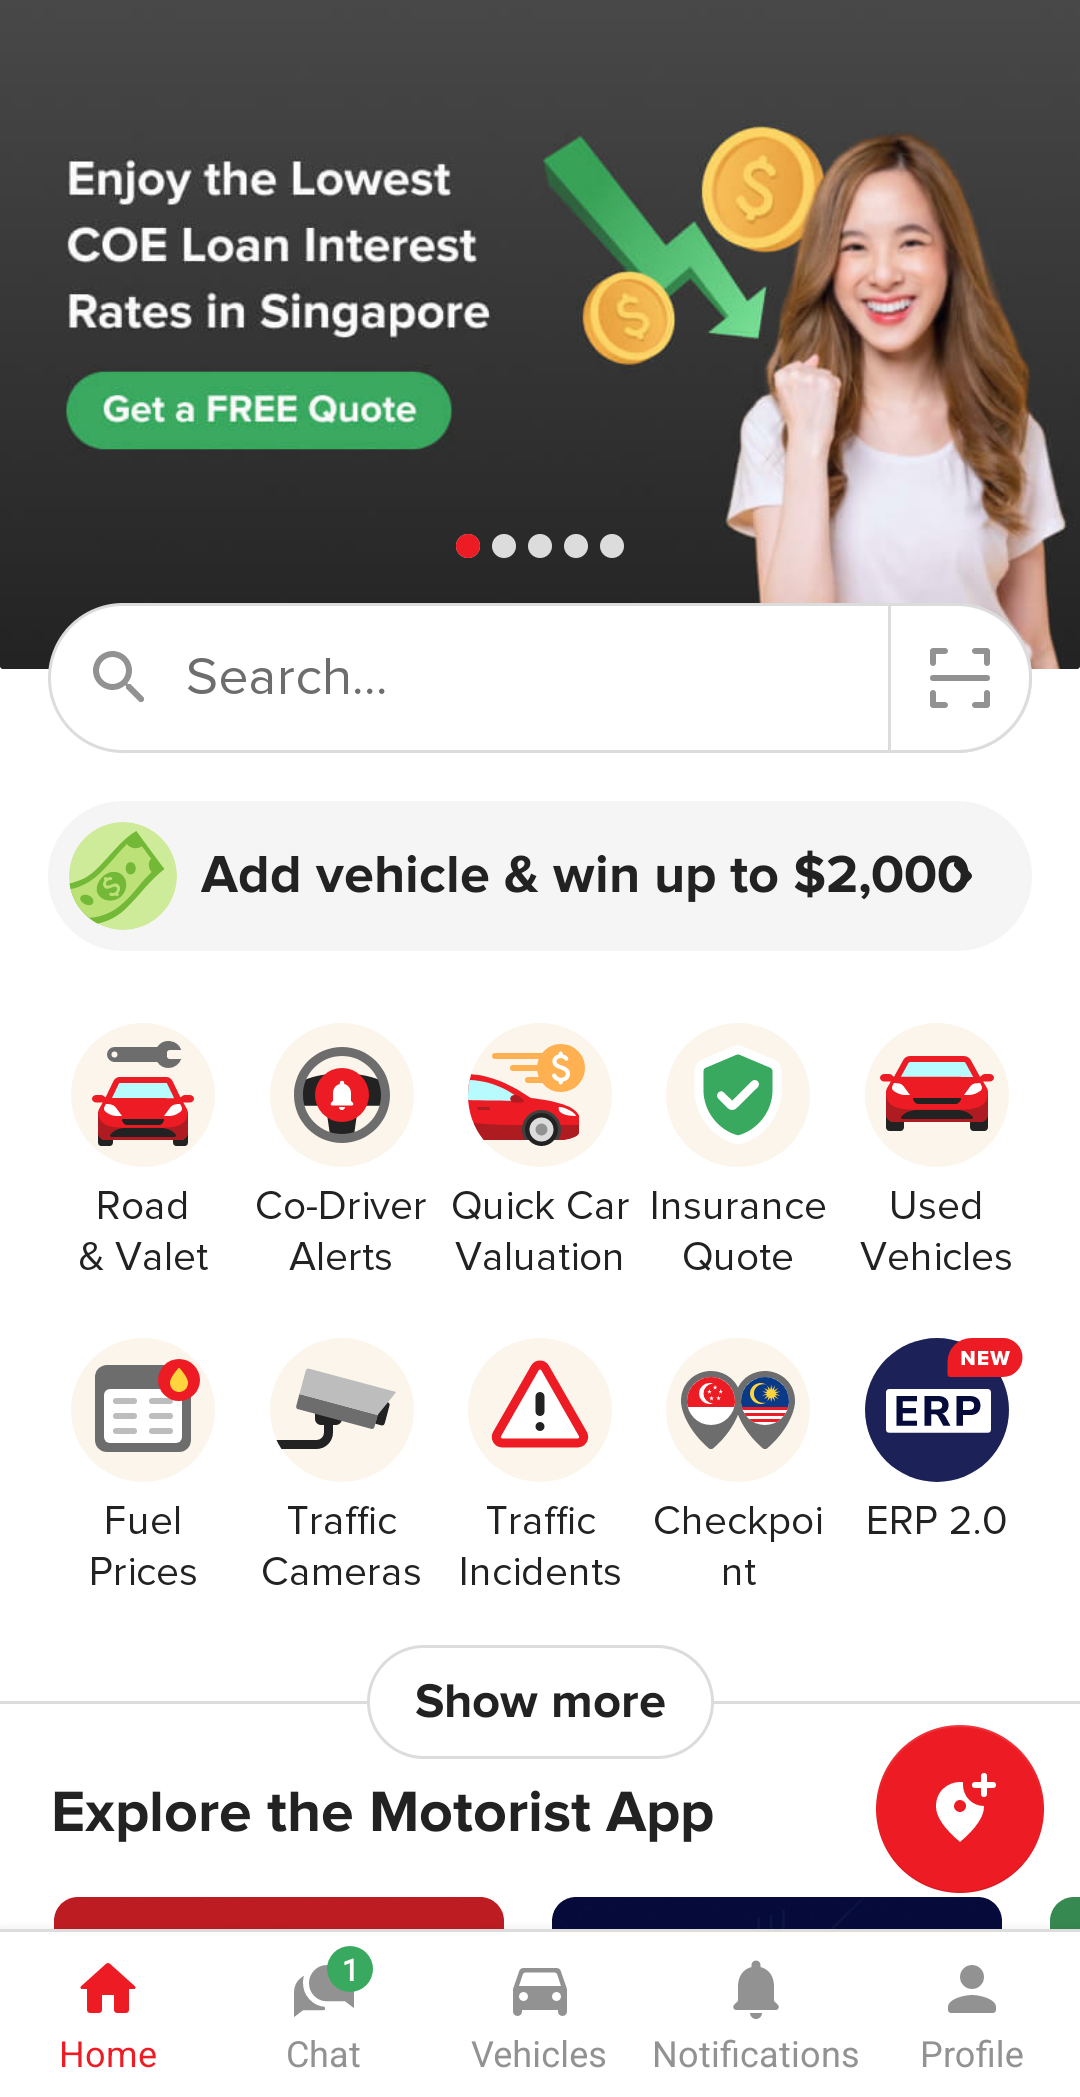 Enjoy the Lowest
COE Loan Interest
Rates in Singapore
Get a FREE Quote
Search...
Add vehicle & win up to $2,000
Road
& Valet
Co-Driver
Alerts
Quick Car
Valuation
Insurance
Quote
Used
Vehicles
NEW
ERP
Fuel
Prices
Traffic
Cameras
Traffic
Incidents
Checkpoi
nt
ERP 2.0
Show more
Explore the Motorist App
1
Home
Chat
Vehicles
Notifications
Profile